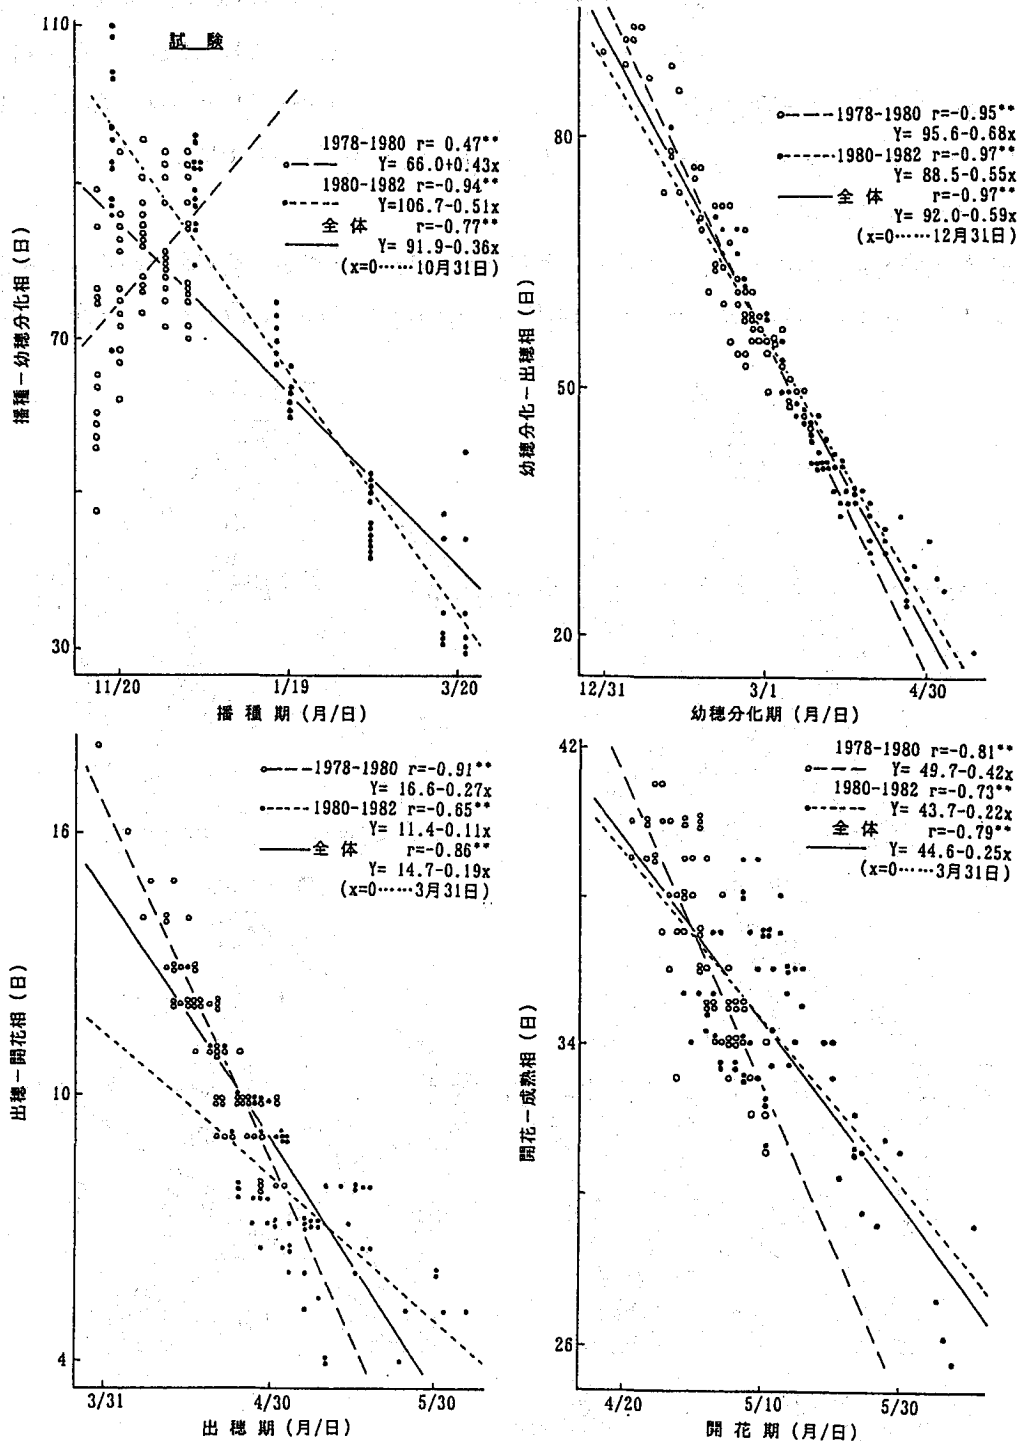 試 験
110
70
30
播種－幼穂分化相 (日)
1978-1980 r= 0.47**
Y= 66.0+0.43x
1980-1982 r=-0.94**
Y=106.7-0.51x
全 体 r=-0.77**
Y= 91.9-0.36x
(x=0……10月31日)
11/20 1/19 3/20
播 種 期 (月/日)
80
50
20
幼穂分化－出穂相 (日)
1978-1980 r=-0.95**
Y= 95.6-0.68x
1980-1982 r=-0.97**
Y= 88.5-0.55x
全 体 r=-0.97**
Y= 92.0-0.59x
(x=0……12月31日)
12/31 3/1 4/30
幼穂分化期 (月/日)
16
10
4
出穂－開花相 (日)
1978-1980 r=-0.91**
Y= 16.6-0.27x
1980-1982 r=-0.65**
Y= 11.4-0.11x
全 体 r=-0.86**
Y= 14.7-0.19x
(x=0……3月31日)
3/31 4/30 5/30
出 穂 期 (月/日)
42
34
26
開花－成熟相 (日)
1978-1980 r=-0.81**
Y= 49.7-0.42x
1980-1982 r=-0.73**
Y= 43.7-0.22x
全 体 r=-0.79**
Y= 44.6-0.25x
(x=0……3月31日)
4/20 5/10 5/30
開 花 期 (月/日)